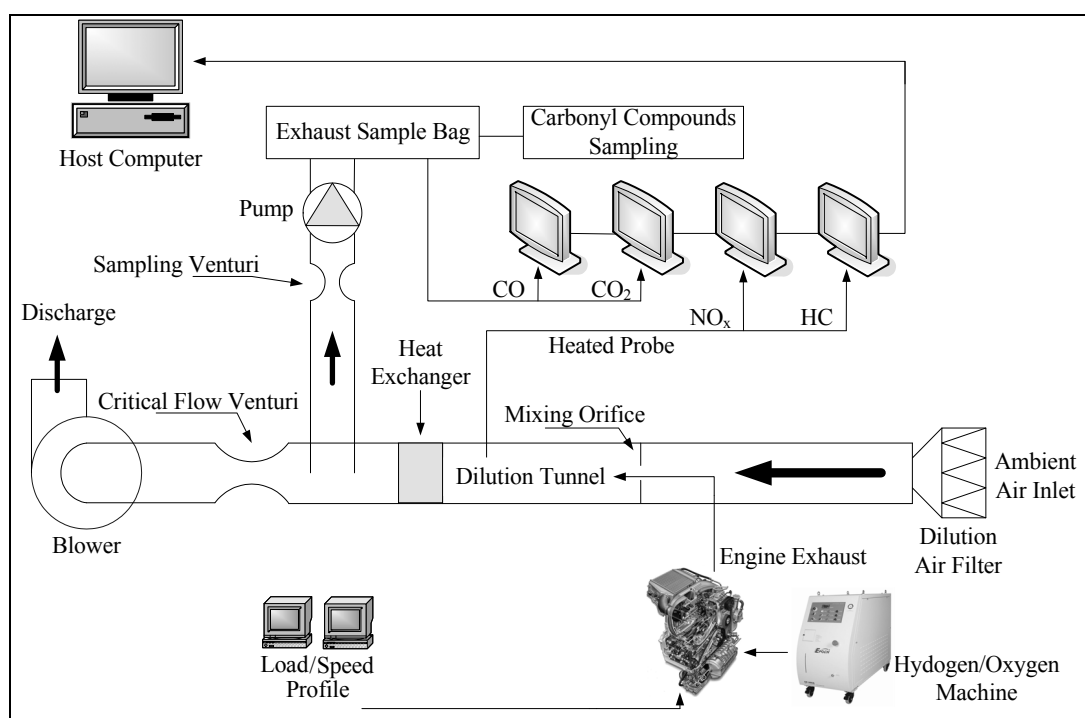 Host Computer
Exhaust Sample Bag
Carbonyl Compounds
Sampling
Pump
Sampling Venturi
CO
CO₂
NOₓ
HC
Heated Probe
Discharge
Heat
Exchanger
Critical Flow Venturi
Mixing Orifice
Dilution Tunnel
Ambient
Air Inlet
Blower
Dilution
Air Filter
Engine Exhaust
Load/Speed
Profile
Hydogen/Oxygen
Machine